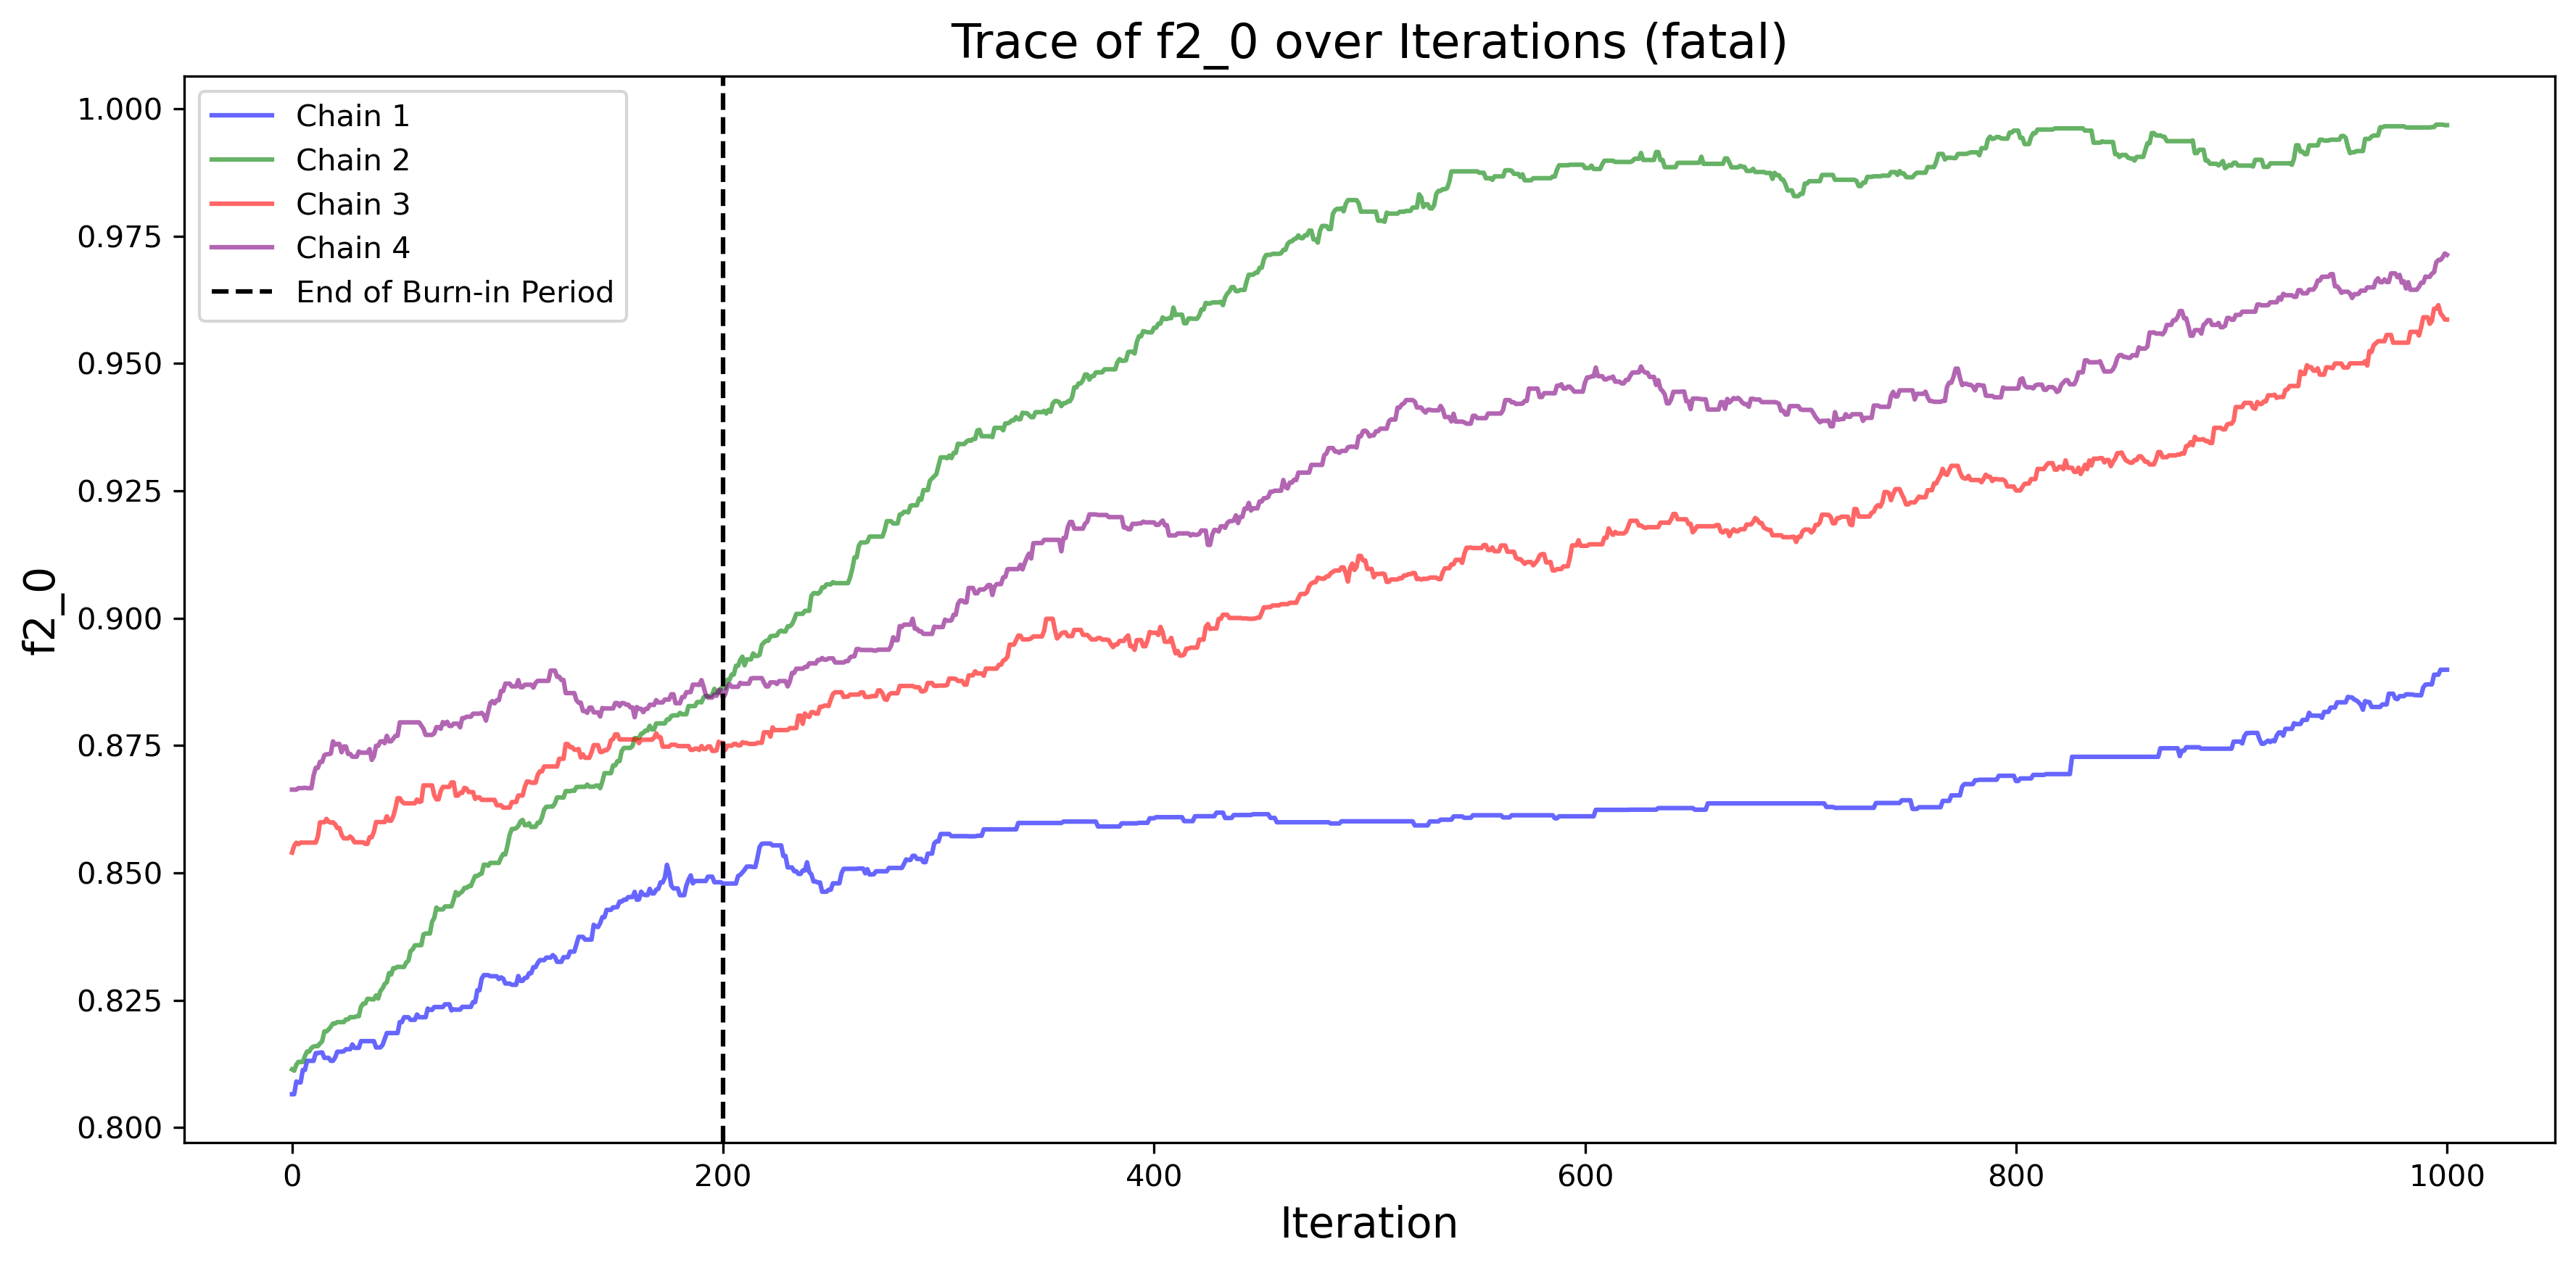 Trace of f2_0 over Iterations (fatal)
Chain 1
Chain 2
Chain 3
Chain 4
End of Burn-in Period
f2_0
1.000
0.975
0.950
0.925
0.900
0.875
0.850
0.825
0.800
0 200 400 600 800 1000
Iteration